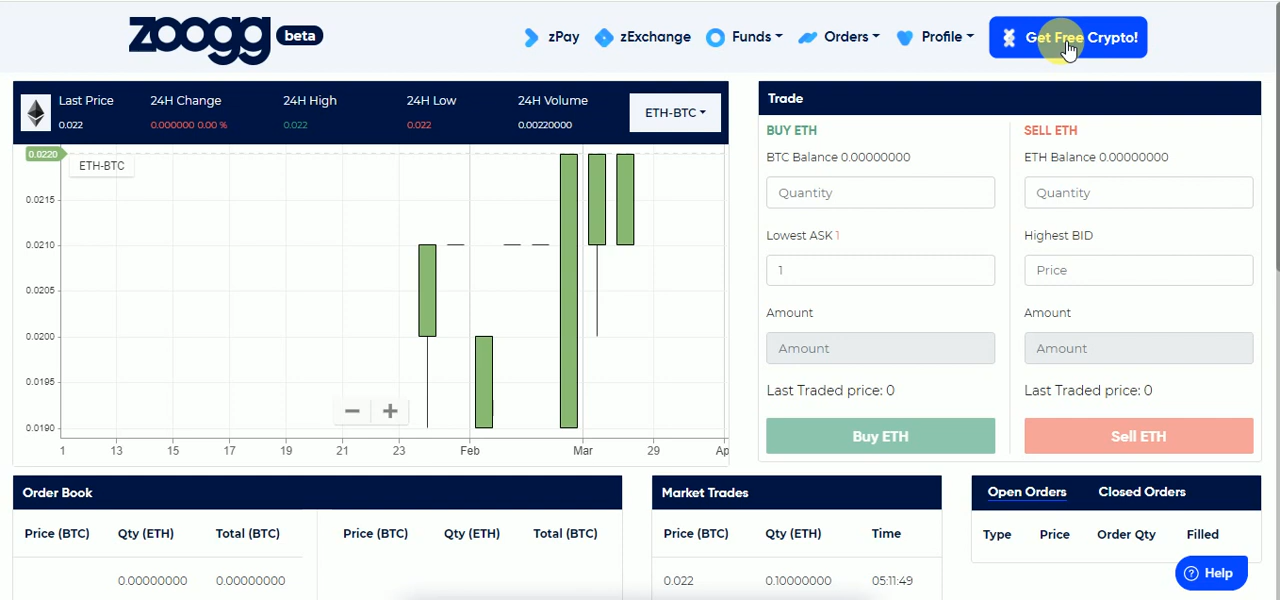 zoogg beta
zPay zExchange Funds Orders Profile Get Free Crypto!
Last Price 24H Change 24H High 24H Low 24H Volume ETH-BTC
0.022 0.000000 0.00 % 0.022 0.022 0.00220000
0.0220
ETH-BTC
0.0215
0.0210
0.0205
0.0200
0.0195
0.0190
1 13 15 17 19 21 23 Feb Mar 29 Ap
Trade
BUY ETH
BTC Balance 0.00000000
Quantity
Lowest ASK 1
1
Amount
Amount
Last Traded price: 0
Buy ETH
SELL ETH
ETH Balance 0.00000000
Quantity
Highest BID
Price
Amount
Amount
Last Traded price: 0
Sell ETH
Order Book
Price (BTC) Qty (ETH) Total (BTC) Price (BTC) Qty (ETH) Total (BTC)
0.00000000 0.00000000
Market Trades
Price (BTC) Qty (ETH) Time
0.022 0.10000000 05:11:49
Open Orders Closed Orders
Type Price Order Qty Filled
? Help